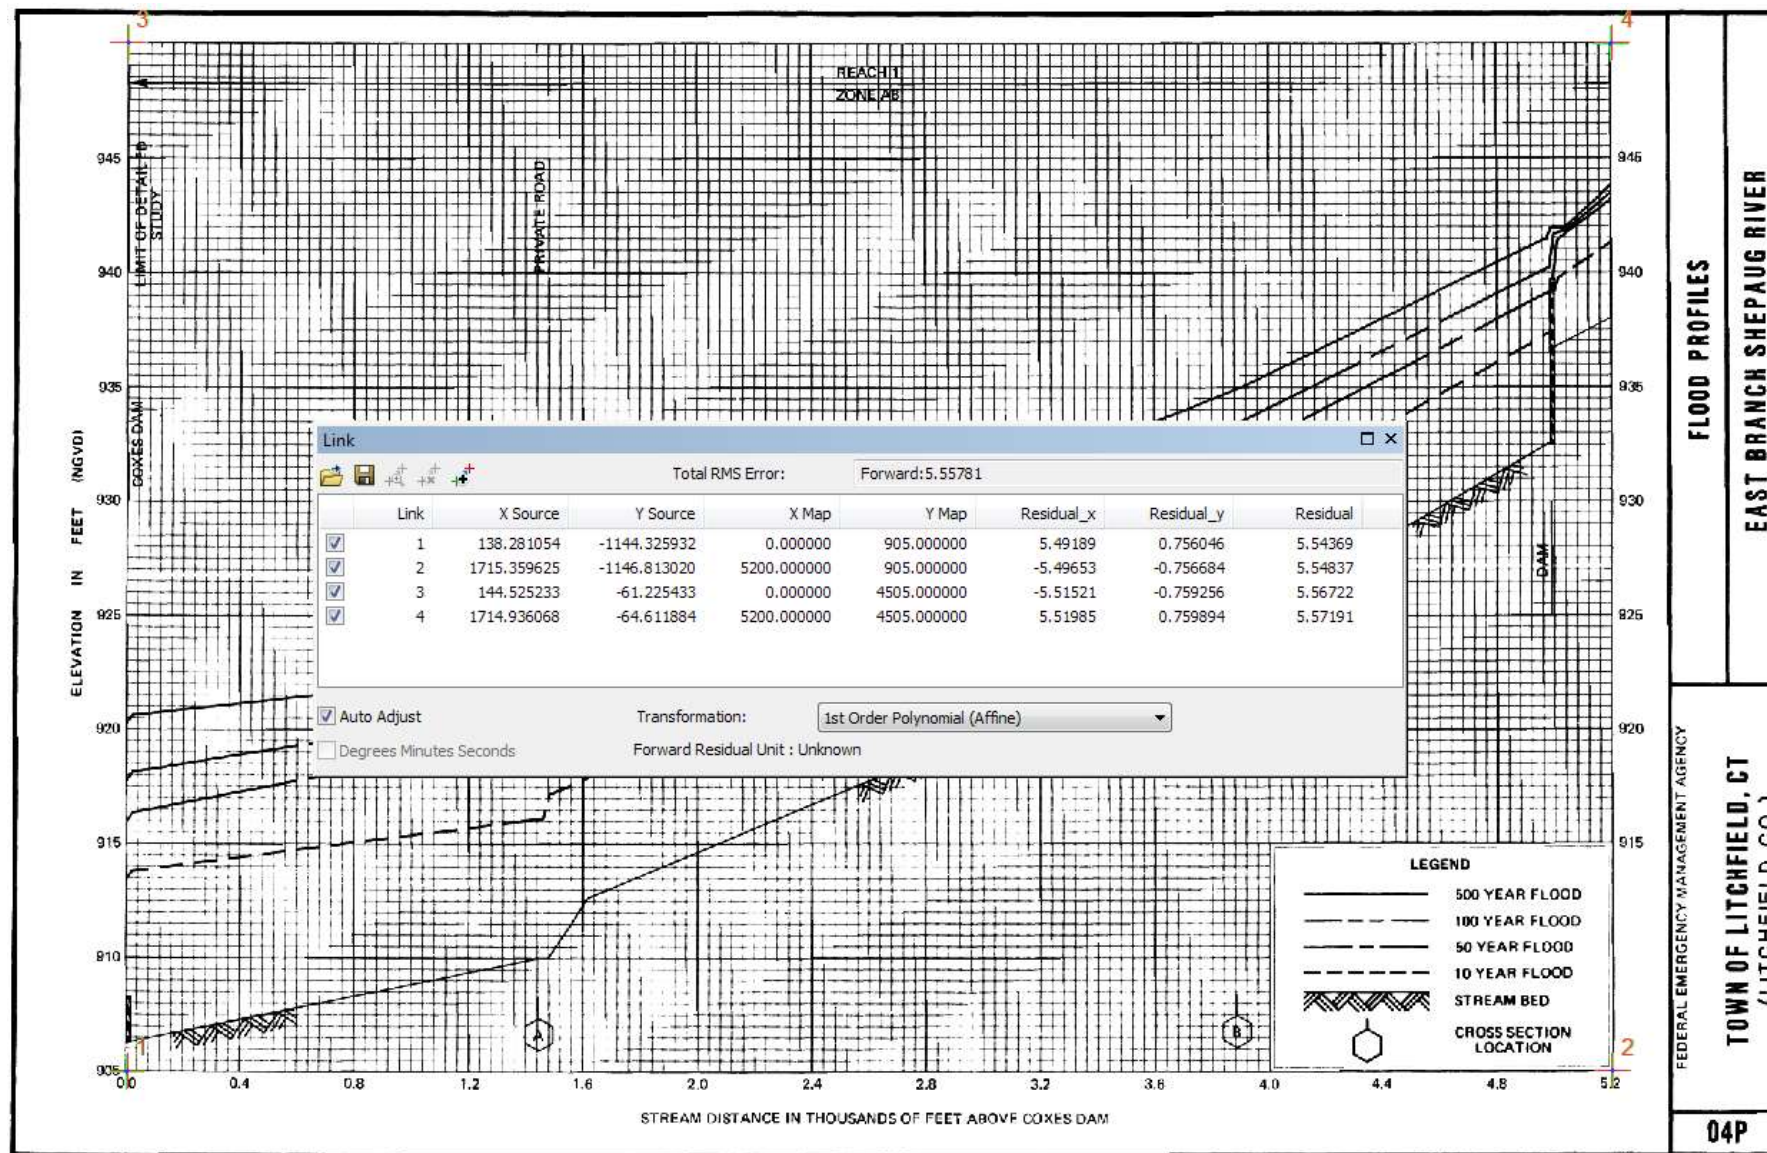 3
4
REACH 1
ZONE AB
945
945
LIMIT OF DETAILED
STUDY
PRIVATE ROAD
940
940
935
935
COXES DAM
930
930
925
925
920
920
915
915
910
905
ELEVATION IN FEET (NGVD)
Link
Total RMS Error: Forward:5.55781
Link X Source Y Source X Map Y Map Residual_x Residual_y Residual
1 138.281054 -1144.325932 0.000000 905.000000 5.49189 0.756046 5.54369
2 1715.359625 -1146.813020 5200.000000 905.000000 -5.49653 -0.756684 5.54837
3 144.525233 -61.225433 0.000000 4505.000000 -5.51521 -0.759256 5.56722
4 1714.936068 -64.611884 5200.000000 4505.000000 5.51985 0.759894 5.57191
Auto Adjust Transformation: 1st Order Polynomial (Affine)
Degrees Minutes Seconds Forward Residual Unit : Unknown
DAM
LEGEND
500 YEAR FLOOD
100 YEAR FLOOD
50 YEAR FLOOD
10 YEAR FLOOD
STREAM BED
CROSS SECTION
LOCATION
A
B
1
2
0.0 0.4 0.8 1.2 1.6 2.0 2.4 2.8 3.2 3.6 4.0 4.4 4.8 5.2
STREAM DISTANCE IN THOUSANDS OF FEET ABOVE COXES DAM
FLOOD PROFILES
EAST BRANCH SHEPAUG RIVER
FEDERAL EMERGENCY MANAGEMENT AGENCY
TOWN OF LITCHFIELD, CT
(LITCHFIELD CO.)
04P